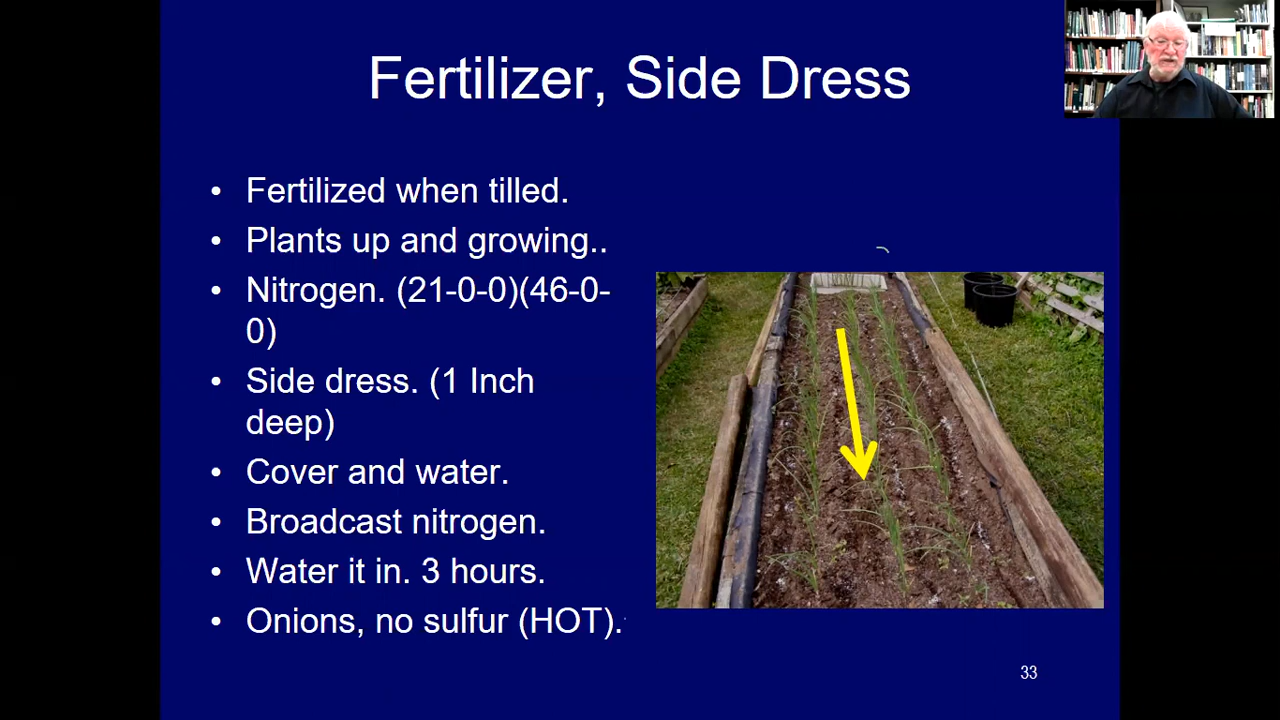 Fertilizer, Side Dress
• Fertilized when tilled.
• Plants up and growing..
• Nitrogen. (21-0-0)(46-0-
0)
• Side dress. (1 Inch
deep)
• Cover and water.
• Broadcast nitrogen.
• Water it in. 3 hours.
• Onions, no sulfur (HOT).
33